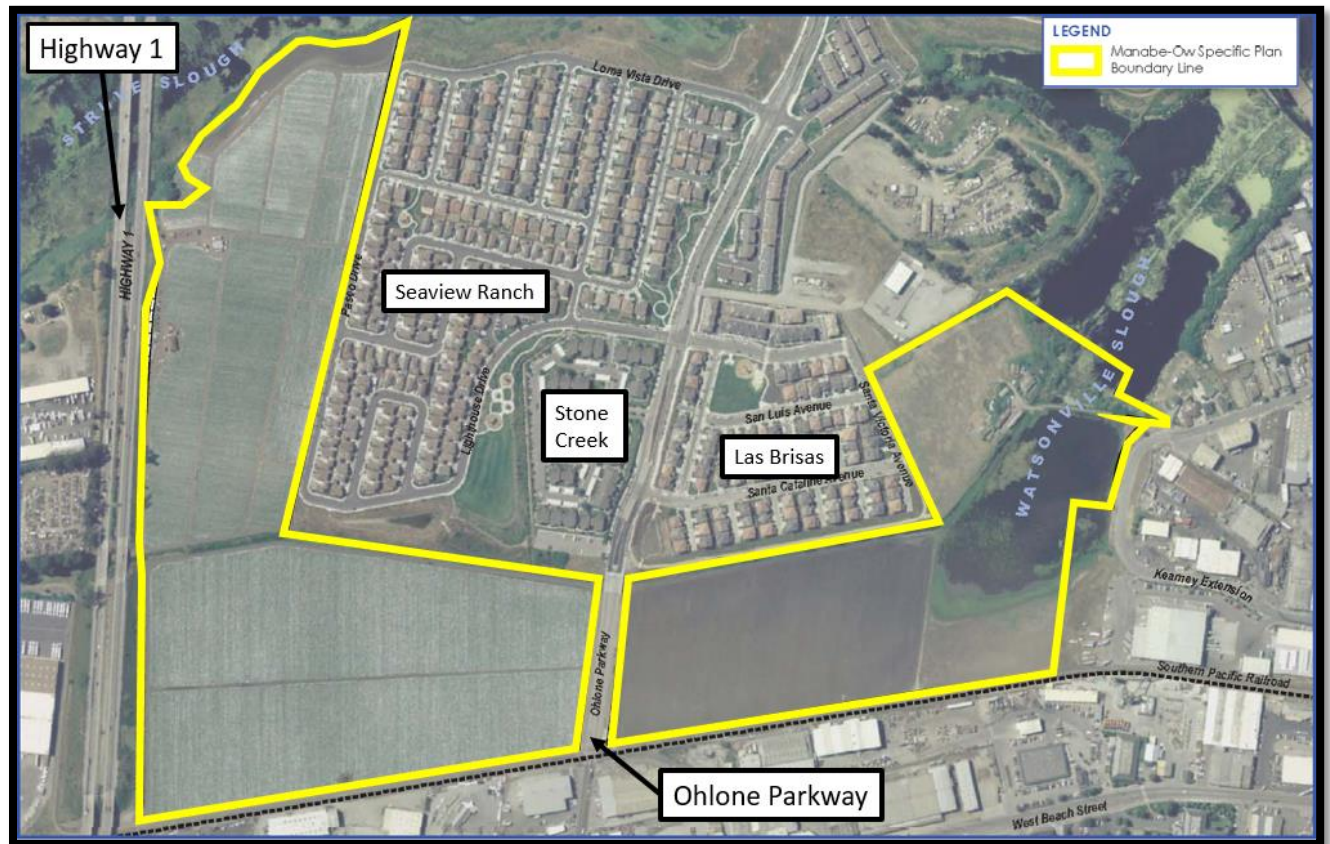 Highway 1
LEGEND
Manabe-Ow Specific Plan
Boundary Line
STRUVE SLOUGH
Loma Vista Drive
HIGHWAY 1
Pasto Drive
Seaview Ranch
WATSONVILLE SLOUGH
Lighthouse Drive
Stone
Creek
San Luis Avenue
Santa Victoria Avenue
Las Brisas
Santa Cataline Avenue
Kearney Extension
Ohlone Parkway
Southern Pacific Railroad
Ohlone Parkway
West Beach Street